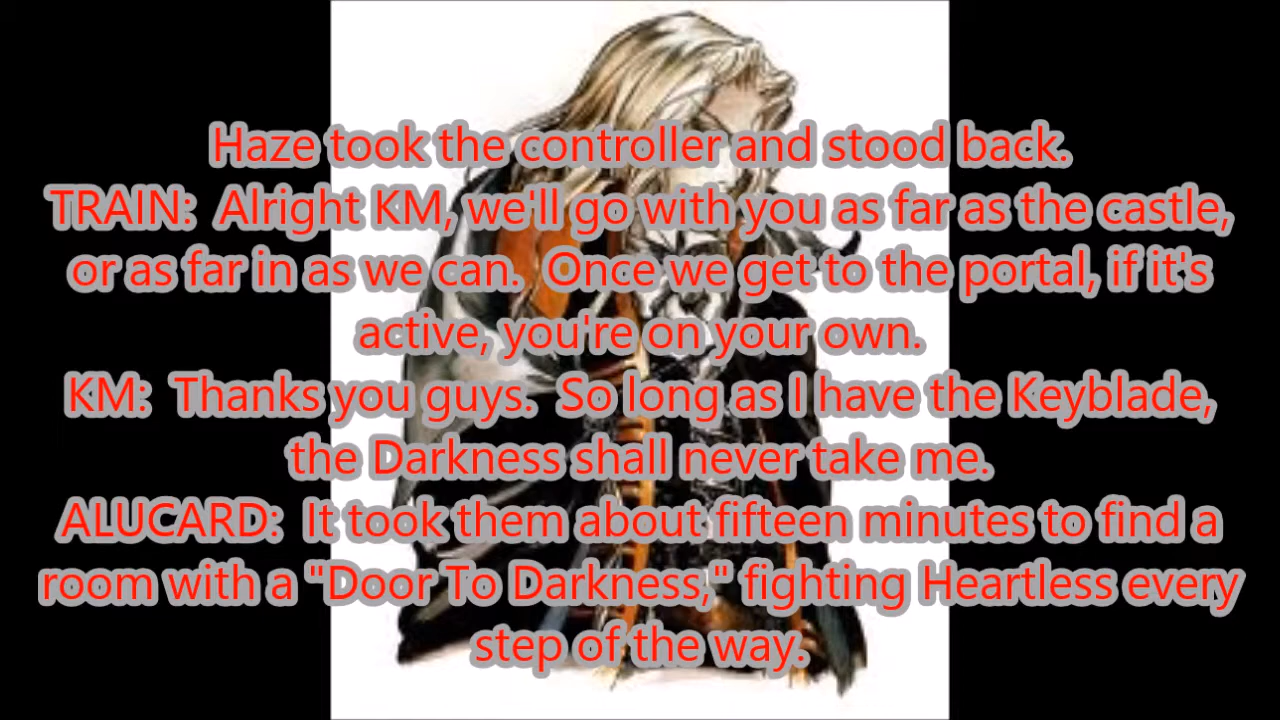 Haze took the controller and stood back.
TRAIN:  Alright KM, we'll go with you as far as the castle,
or as far in as we can.  Once we get to the portal, if it's
active, you're on your own.
KM:  Thanks you guys.  So long as I have the Keyblade,
the Darkness shall never take me.
ALUCARD:  It took them about fifteen minutes to find a
room with a "Door To Darkness," fighting Heartless every
step of the way.